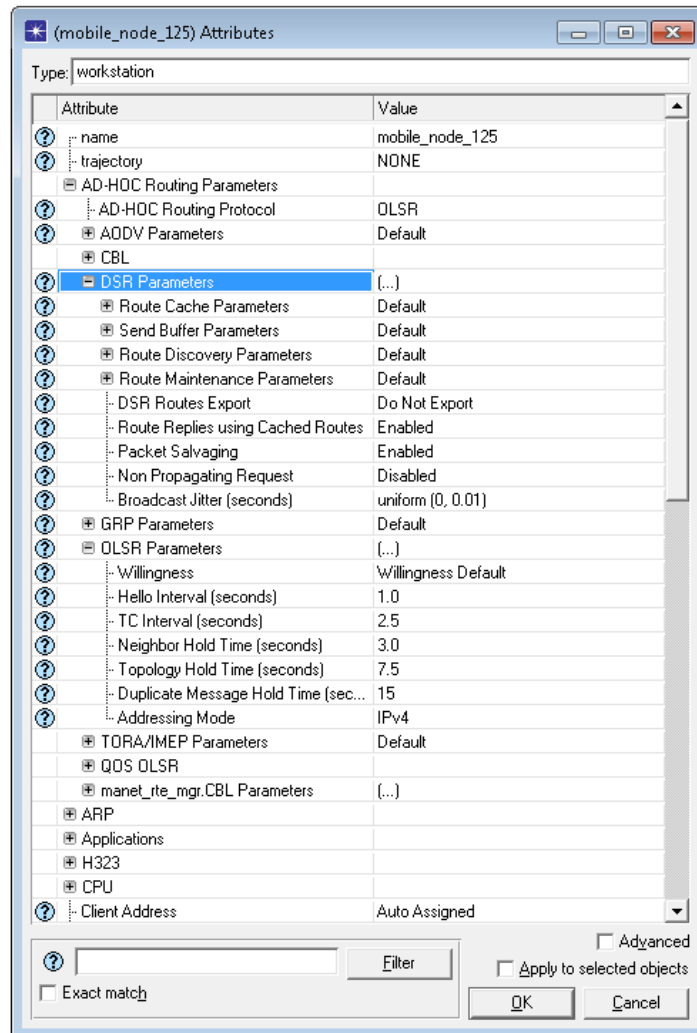 (mobile_node_125) Attributes
Type: workstation
Attribute Value
name mobile_node_125
trajectory NONE
AD-HOC Routing Parameters
AD-HOC Routing Protocol OLSR
AODV Parameters Default
CBL
DSR Parameters (...)
Route Cache Parameters Default
Send Buffer Parameters Default
Route Discovery Parameters Default
Route Maintenance Parameters Default
DSR Routes Export Do Not Export
Route Replies using Cached Routes Enabled
Packet Salvaging Enabled
Non Propagating Request Disabled
Broadcast Jitter (seconds) uniform (0, 0.01)
GRP Parameters Default
OLSR Parameters (...)
Willingness Willingness Default
Hello Interval (seconds) 1.0
TC Interval (seconds) 2.5
Neighbor Hold Time (seconds) 3.0
Topology Hold Time (seconds) 7.5
Duplicate Message Hold Time (sec... 15
Addressing Mode IPv4
TORA/IMEP Parameters Default
QOS OLSR
manet_rte_mgr.CBL Parameters (...)
ARP
Applications
H323
CPU
Client Address Auto Assigned
Advanced
Filter
Apply to selected objects
Exact match
OK Cancel